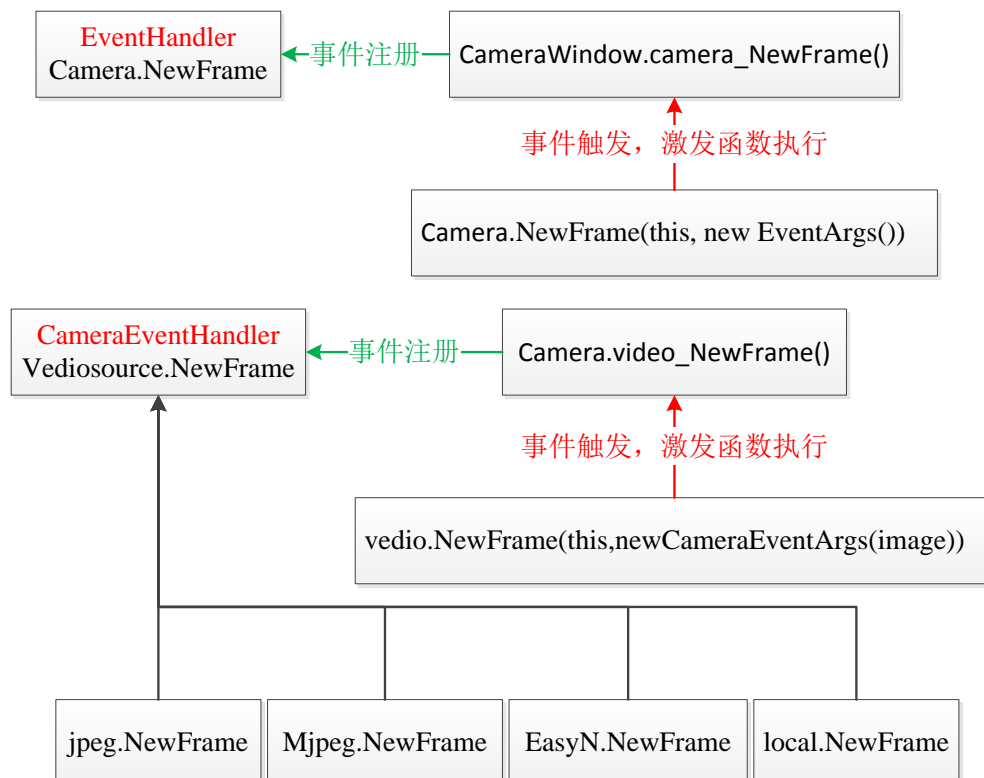 EventHandler
Camera.NewFrame
事件注册
CameraWindow.camera_NewFrame()
事件触发，激发函数执行
Camera.NewFrame(this, new EventArgs())
CameraEventHandler
Vediosource.NewFrame
事件注册
Camera.video_NewFrame()
事件触发，激发函数执行
vedio.NewFrame(this,newCameraEventArgs(image))
jpeg.NewFrame
Mjpeg.NewFrame
EasyN.NewFrame
local.NewFrame